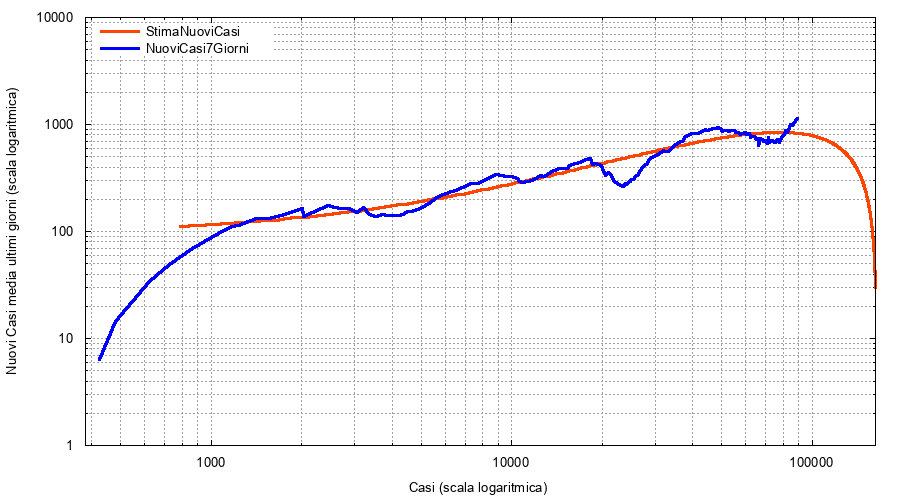 10000
1000
100
10
1
StimaNuoviCasi
NuoviCasi7Giorni
Nuovi Casi media ultimi giorni (scala logaritmica)
1000 10000 100000
Casi (scala logaritmica)